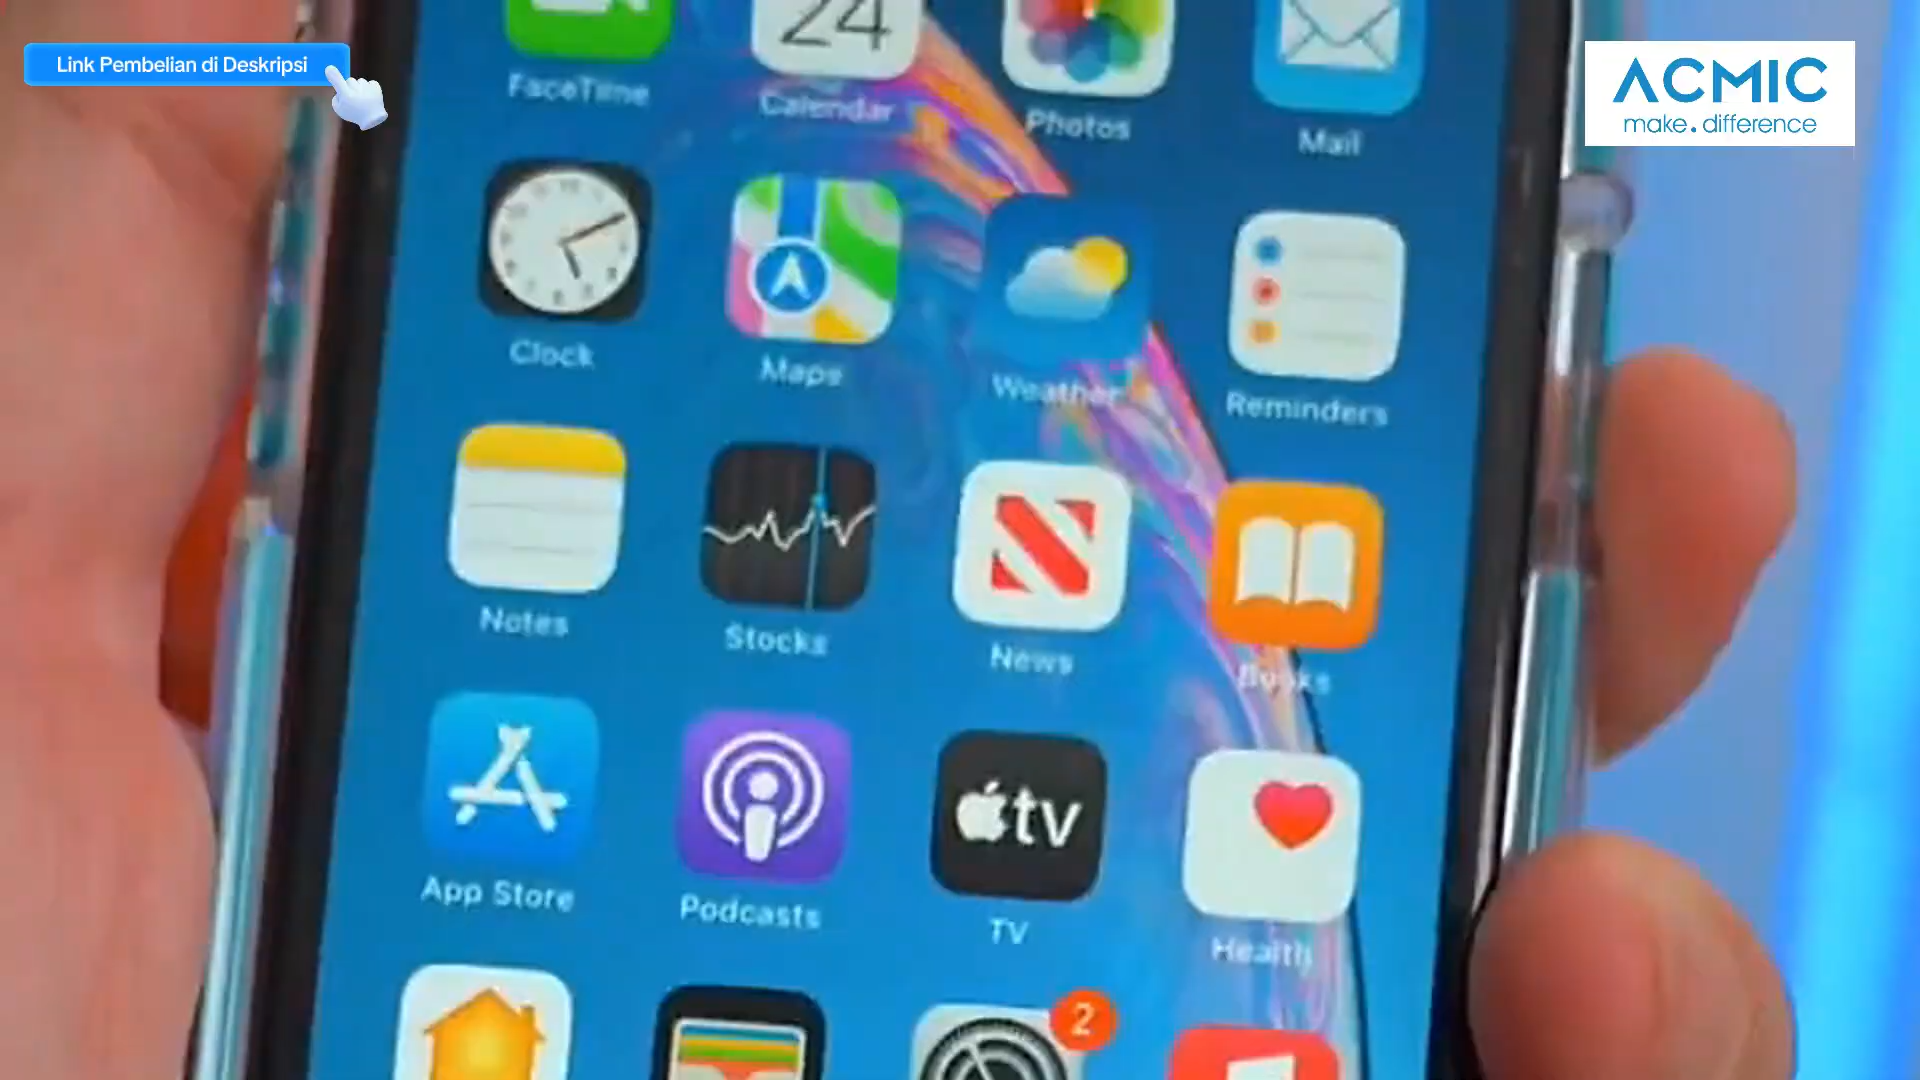 Link Pembelian di Deskripsi
ACMIC
make.difference
24
FaceTime
Calendar
Photos
Mail
Clock
Maps
Weather
Reminders
Notes
Stocks
News
Books
tv
App Store
Podcasts
TV
Health
2